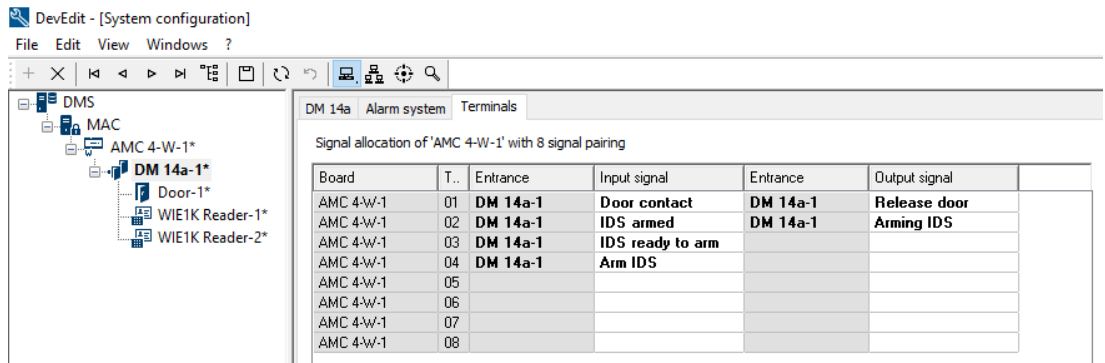 DevEdit - [System configuration]
File Edit View Windows ?
DMS
MAC
AMC 4-W-1*
DM 14a-1*
Door-1*
WIE1K Reader-1*
WIE1K Reader-2*
DM 14a Alarm system Terminals
Signal allocation of 'AMC 4-W-1' with 8 signal pairing
Board T.. Entrance Input signal Entrance Output signal
AMC 4-W-1 01 DM 14a-1 Door contact DM 14a-1 Release door
AMC 4-W-1 02 DM 14a-1 IDS armed DM 14a-1 Arming IDS
AMC 4-W-1 03 DM 14a-1 IDS ready to arm
AMC 4-W-1 04 DM 14a-1 Arm IDS
AMC 4-W-1 05
AMC 4-W-1 06
AMC 4-W-1 07
AMC 4-W-1 08